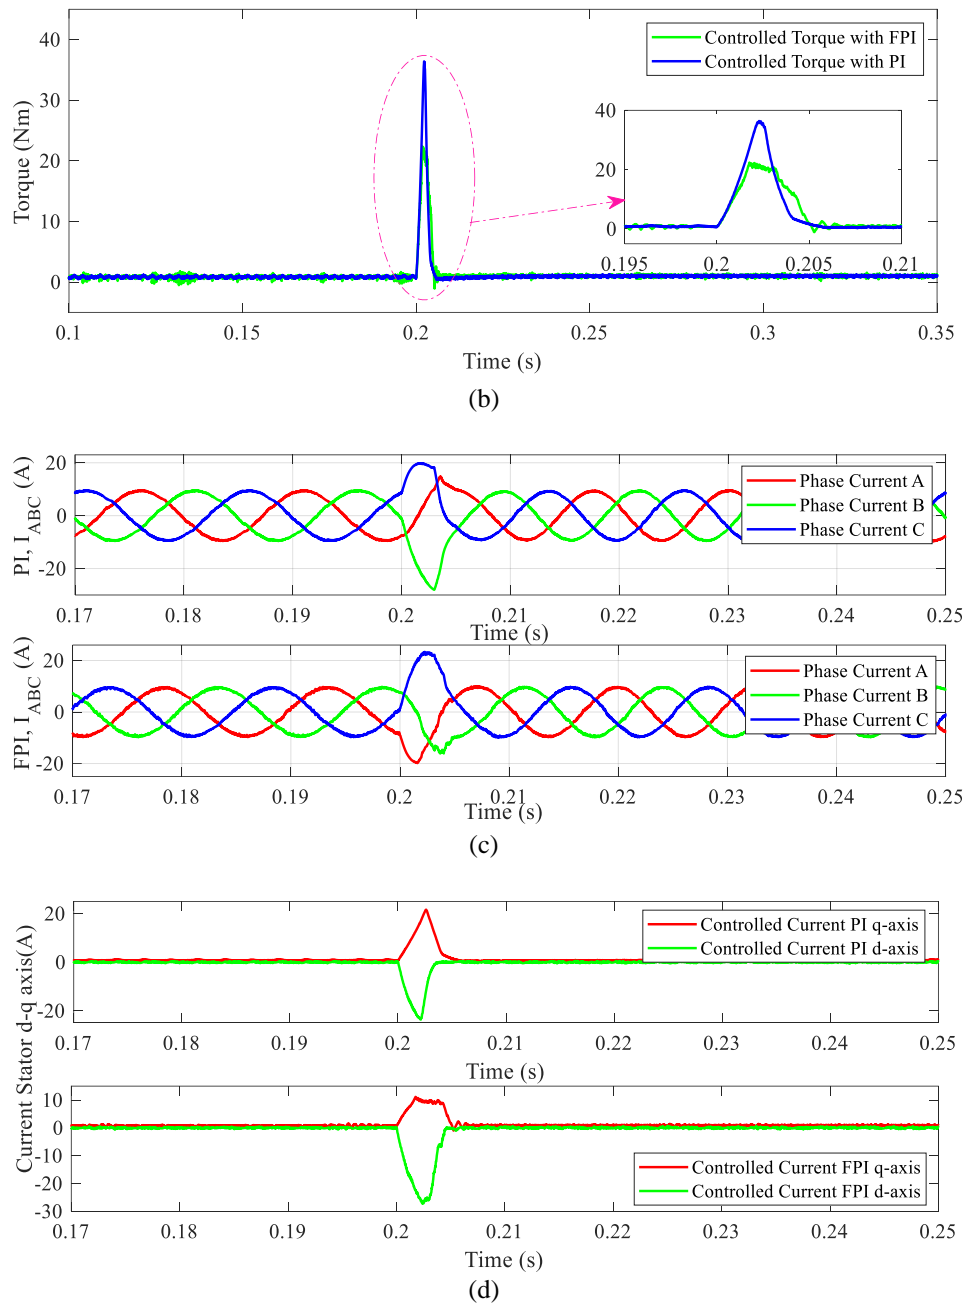 40
30
20
10
0
Torque (Nm)
Controlled Torque with FPI
Controlled Torque with PI
40
20
0
0.195 0.2 0.205 0.21
0.1 0.15 0.2 0.25 0.3 0.35
Time (s)
(b)
20
0
-20
PI, I_ABC (A)
Phase Current A
Phase Current B
Phase Current C
0.17 0.18 0.19 0.2 0.21 0.22 0.23 0.24 0.25
Time (s)
20
0
-20
FPI, I_ABC (A)
Phase Current A
Phase Current B
Phase Current C
0.17 0.18 0.19 0.2 0.21 0.22 0.23 0.24 0.25
Time (s)
(c)
Current Stator d-q axis(A)
20
0
-20
Controlled Current PI q-axis
Controlled Current PI d-axis
0.17 0.18 0.19 0.2 0.21 0.22 0.23 0.24 0.25
Time (s)
10
0
-10
-20
-30
Controlled Current FPI q-axis
Controlled Current FPI d-axis
0.17 0.18 0.19 0.2 0.21 0.22 0.23 0.24 0.25
Time (s)
(d)